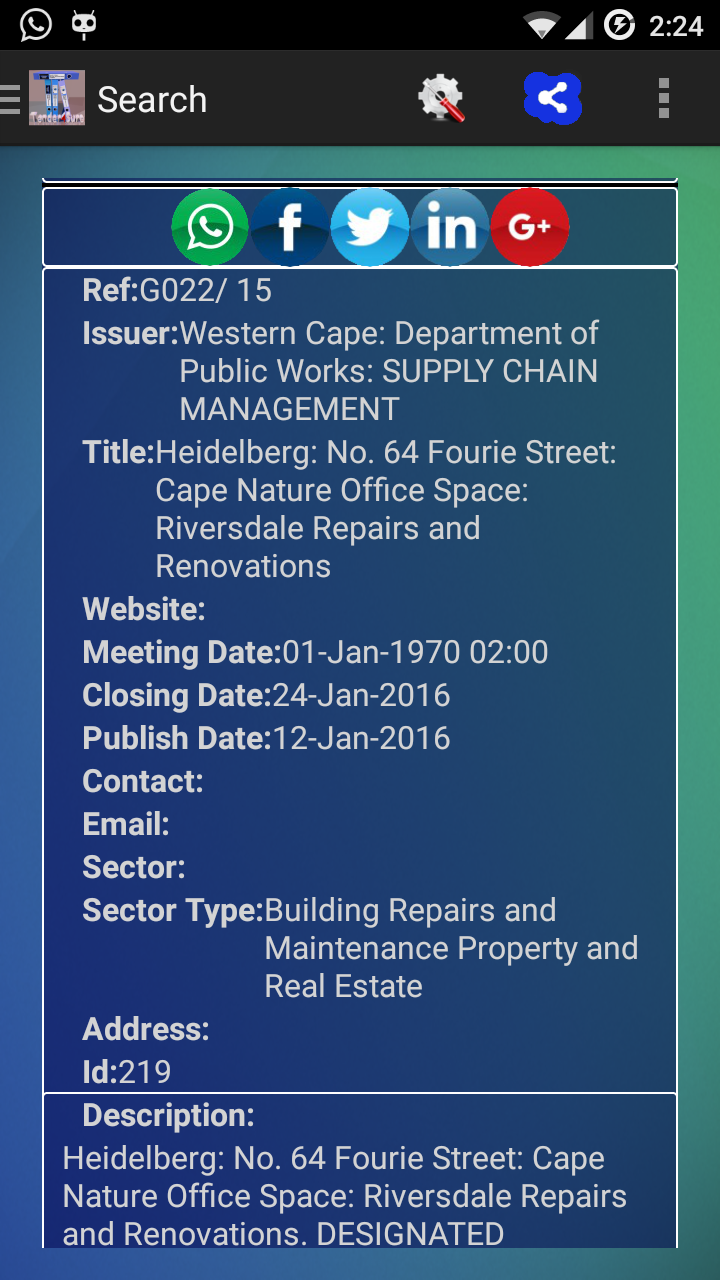 2:24
Tender Sure
Search
f
in
G+
Ref:G022/ 15
Issuer:Western Cape: Department of
Public Works: SUPPLY CHAIN
MANAGEMENT
Title:Heidelberg: No. 64 Fourie Street:
Cape Nature Office Space:
Riversdale Repairs and
Renovations
Website:
Meeting Date:01-Jan-1970 02:00
Closing Date:24-Jan-2016
Publish Date:12-Jan-2016
Contact:
Email:
Sector:
Sector Type:Building Repairs and
Maintenance Property and
Real Estate
Address:
Id:219
Description:
Heidelberg: No. 64 Fourie Street: Cape
Nature Office Space: Riversdale Repairs
and Renovations. DESIGNATED